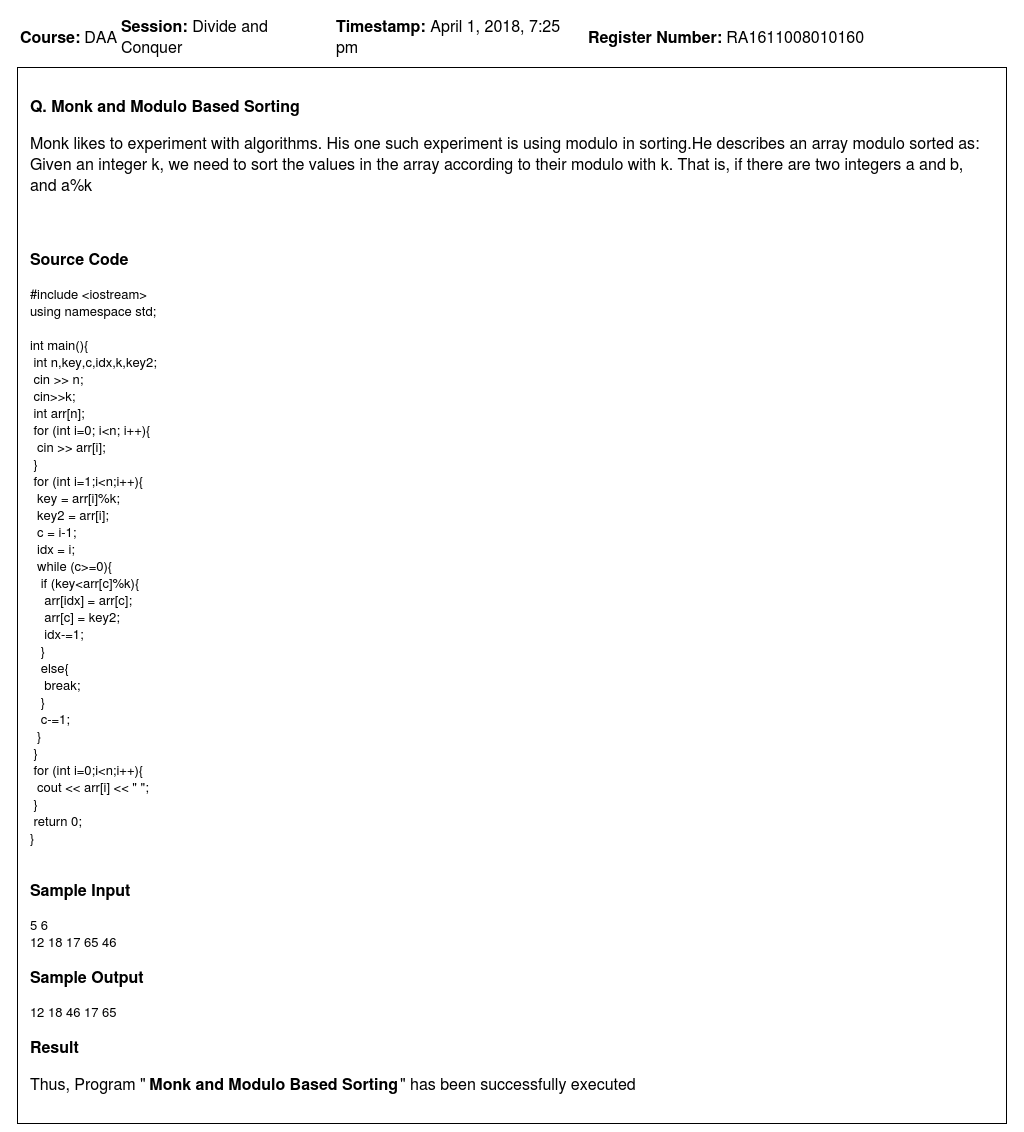 Course: DAA Session: Divide and Conquer Timestamp: April 1, 2018, 7:25 pm Register Number: RA1611008010160
Q. Monk and Modulo Based Sorting
Monk likes to experiment with algorithms. His one such experiment is using modulo in sorting.He describes an array modulo sorted as:
Given an integer k, we need to sort the values in the array according to their modulo with k. That is, if there are two integers a and b,
and a%k
Source Code
#include <iostream>
using namespace std;

int main(){
 int n,key,c,idx,k,key2;
 cin >> n;
 cin>>k;
 int arr[n];
 for (int i=0; i<n; i++){
  cin >> arr[i];
 }
 for (int i=1;i<n;i++){
  key = arr[i]%k;
  key2 = arr[i];
  c = i-1;
  idx = i;
  while (c>=0){
   if (key<arr[c]%k){
    arr[idx] = arr[c];
    arr[c] = key2;
    idx-=1;
   }
   else{
    break;
   }
   c-=1;
  }
 }
 for (int i=0;i<n;i++){
  cout << arr[i] << " ";
 }
 return 0;
}
Sample Input
5 6
12 18 17 65 46
Sample Output
12 18 46 17 65
Result
Thus, Program " Monk and Modulo Based Sorting" has been successfully executed